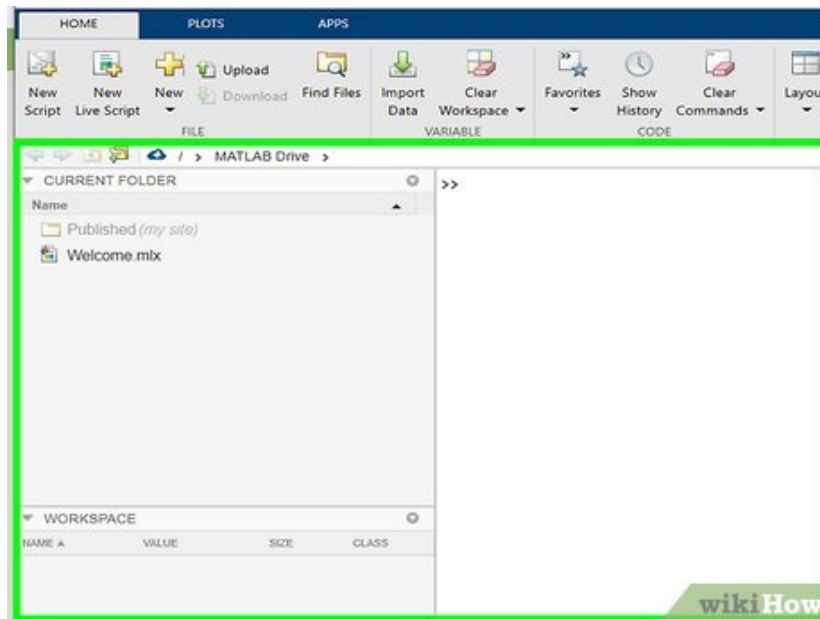 HOME PLOTS APPS
Upload
Download
New Script
New Live Script
New
Find Files
Import Data
Clear Workspace
Favorites
Show History
Clear Commands
Layou
FILE VARIABLE CODE
/ > MATLAB Drive >
CURRENT FOLDER
Name
Published (my site)
Welcome.mlx
>>
WORKSPACE
NAME VALUE SIZE CLASS
wikiHow